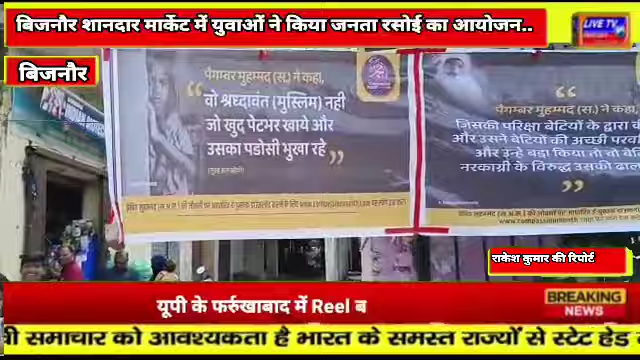 बिजनौर शानदार मार्केट में युवाओं ने किया जनता रसोई का आयोजन..
LIVE TV
बिजनौर
पैगम्बर मुहम्मद (स.) ने कहा,
वो श्रध्दावंत (मुस्लिम) नही
जो खुद पेटभर खाये और
उसका पडोसी भुखा रहे
पैगम्बर मुहम्मद (स.) ने कहा,
जिसकी परिक्षा बेटियों के द्वारा
और उसने बेटियों की अच्छी
और उन्हे बडा किया तो वो
नरकाग्री के विरुद्ध उसकी
राकेश कुमार की रिपोर्ट
यूपी के फर्रुखाबाद में Reel ब
BREAKING
NEWS
समाचार को आवश्यकता है भारत के समस्त राज्यों से स्टेट हेड